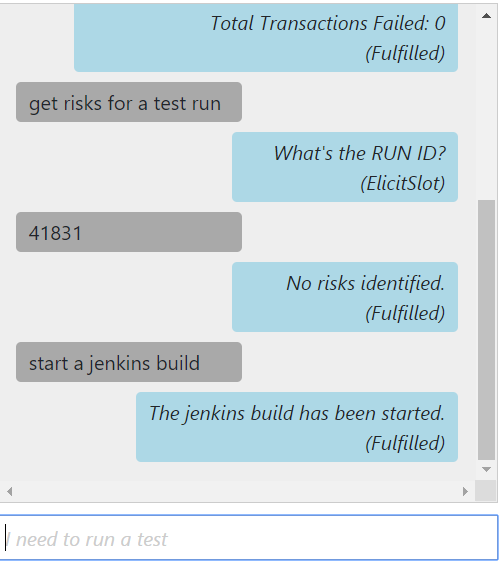 Total Transactions Failed: 0
(Fulfilled)
get risks for a test run
What's the RUN ID?
(ElicitSlot)
41831
No risks identified.
(Fulfilled)
start a jenkins build
The jenkins build has been started.
(Fulfilled)
I need to run a test